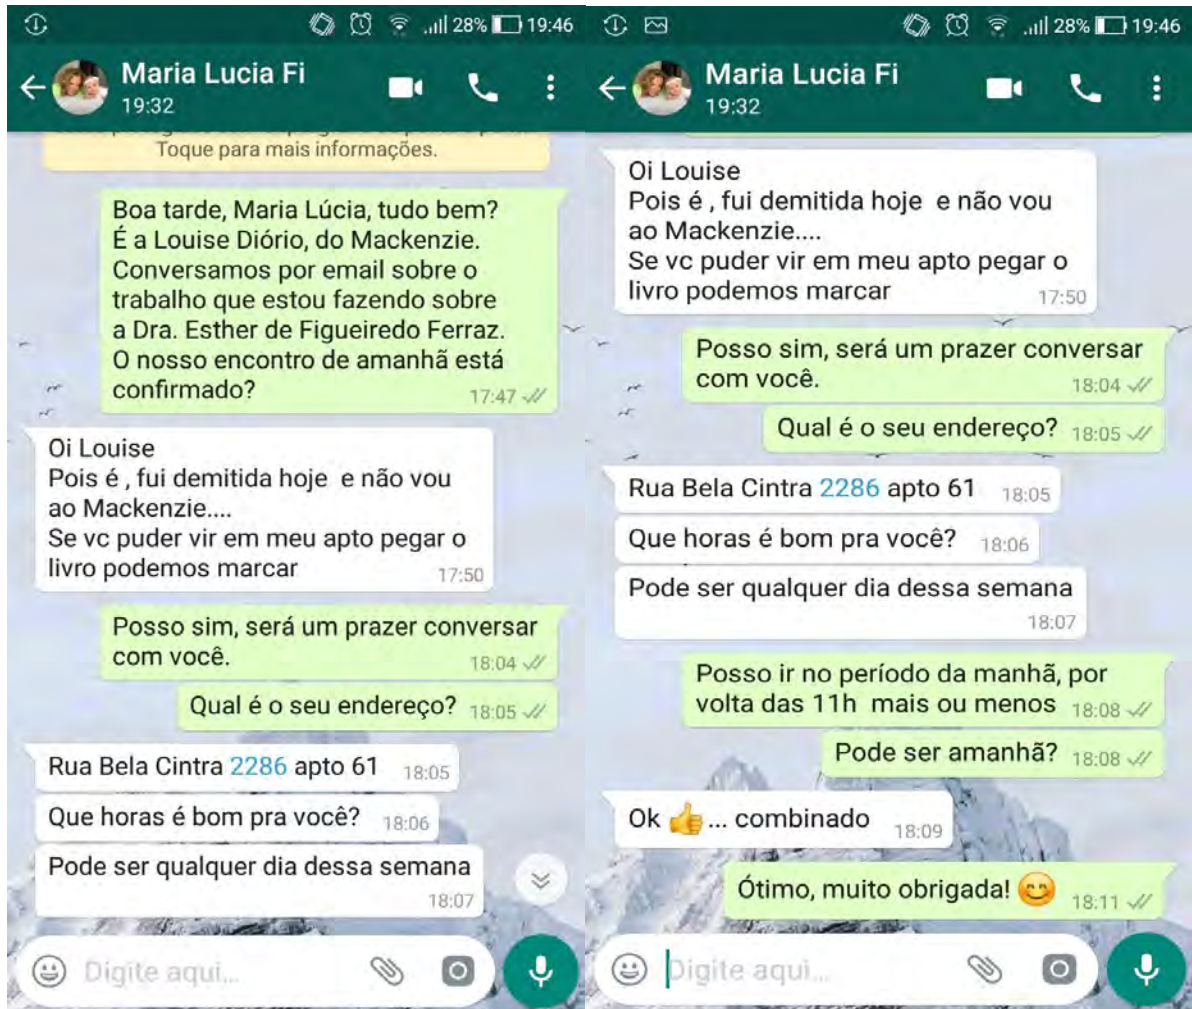 28% 19:46
Maria Lucia Fi
19:32
Toque para mais informações.
Boa tarde, Maria Lúcia, tudo bem?
É a Louise Diório, do Mackenzie.
Conversamos por email sobre o
trabalho que estou fazendo sobre
a Dra. Esther de Figueiredo Ferraz.
O nosso encontro de amanhã está
confirmado?
17:47
Oi Louise
Pois é , fui demitida hoje e não vou
ao Mackenzie....
Se vc puder vir em meu apto pegar o
livro podemos marcar
17:50
Posso sim, será um prazer conversar
com você.
18:04
Qual é o seu endereço? 18:05
Rua Bela Cintra 2286 apto 61 18:05
Que horas é bom pra você? 18:06
Pode ser qualquer dia dessa semana
18:07
Digite aqui...
28% 19:46
Maria Lucia Fi
19:32
Oi Louise
Pois é , fui demitida hoje e não vou
ao Mackenzie....
Se vc puder vir em meu apto pegar o
livro podemos marcar
17:50
Posso sim, será um prazer conversar
com você.
18:04
Qual é o seu endereço? 18:05
Rua Bela Cintra 2286 apto 61 18:05
Que horas é bom pra você? 18:06
Pode ser qualquer dia dessa semana
18:07
Posso ir no período da manhã, por
volta das 11h mais ou menos 18:08
Pode ser amanhã? 18:08
Ok 👍... combinado 18:09
Ótimo, muito obrigada! 😊 18:11
Digite aqui...